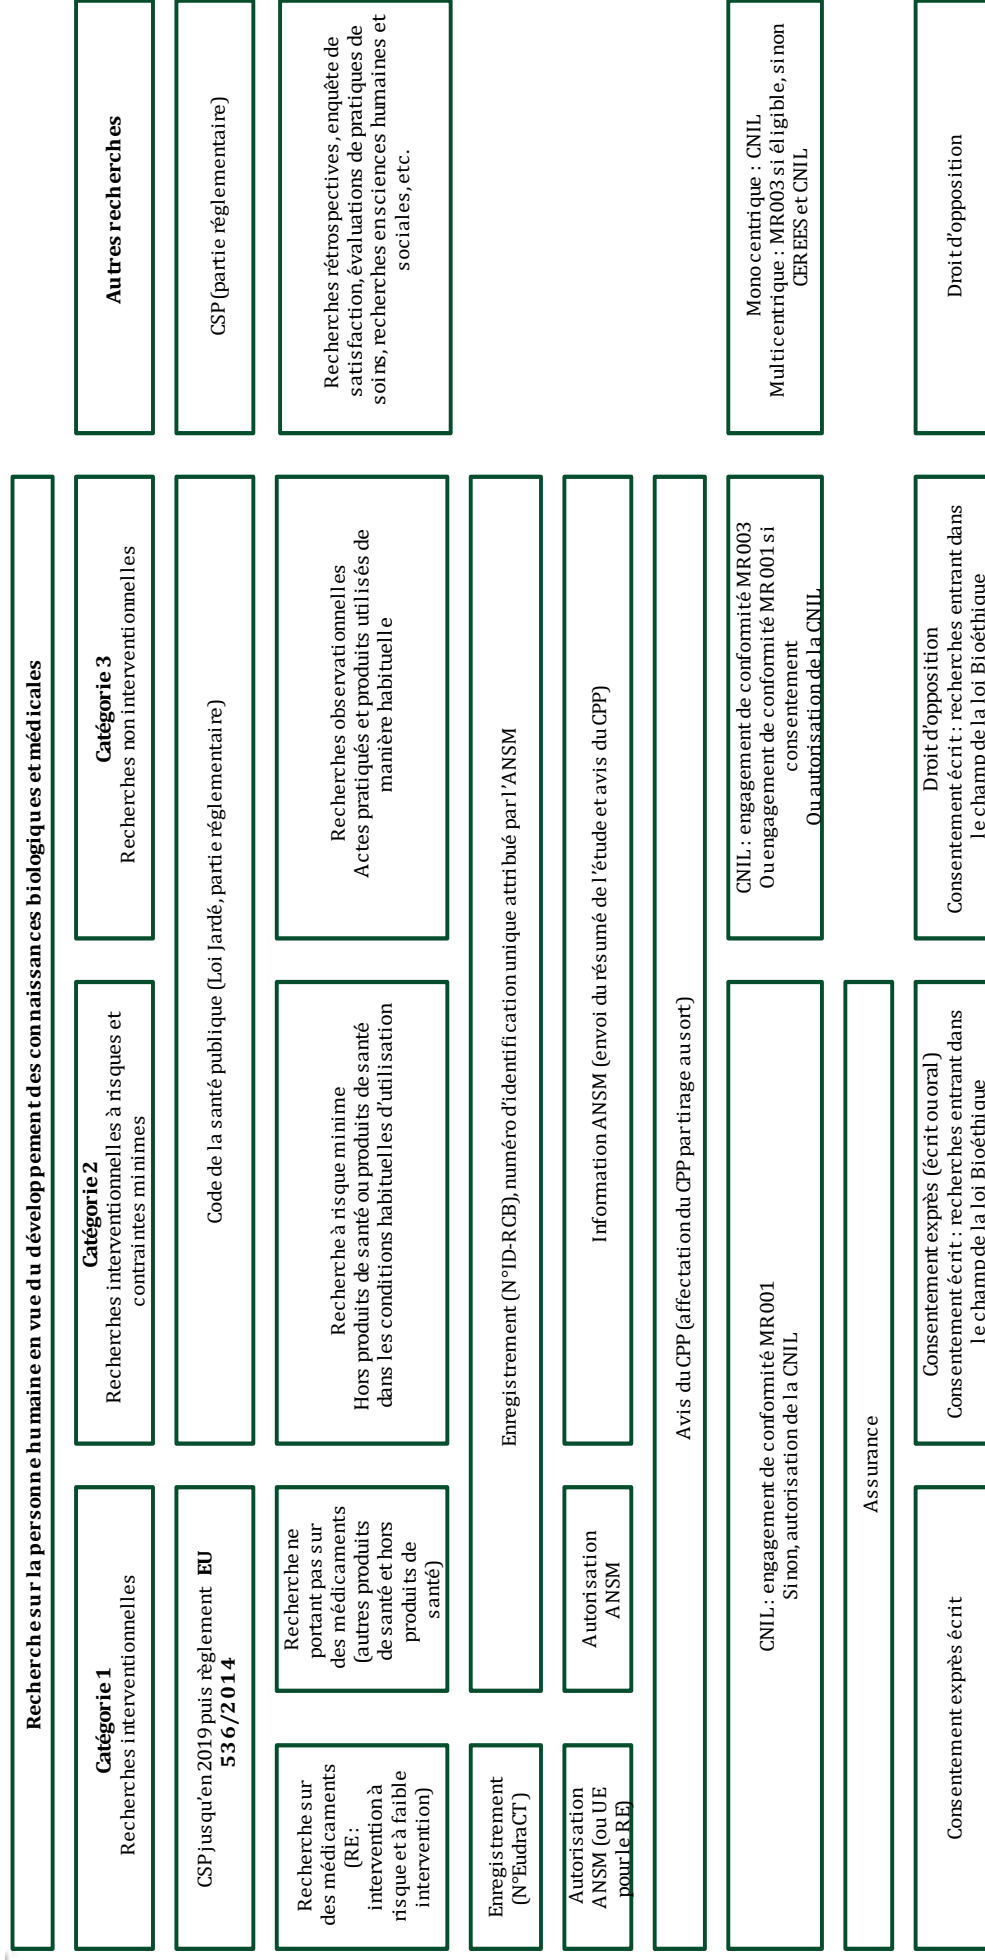 Recherche sur la personne humaine en vue du développement des connaissances biologiques et médicales
Catégorie 1
Recherches interventionnelles
Catégorie 2
Recherches interventionnelles à risques et
contraintes minimes
Catégorie 3
Recherches non interventionnelles
Autres recherches
CSP jusqu'en 2019 puis règlement EU
536/2014
Code de la santé publique (Loi Jardé, partie réglementaire)
CSP (partie réglementaire)
Recherche sur
des médicaments
(RE :
intervention à
risque et à faible
intervention)
Recherche ne
portant pas sur
des médicaments
(autres produits
de santé et hors
produits de
santé)
Recherche à risque minime
Hors produits de santé ou produits de santé
dans les conditions habituelles d'utilisation
Recherches observationnelles
Actes pratiqués et produits utilisés de
manière habituelle
Recherches rétrospectives, enquête de
satisfaction, évaluations de pratiques de
soins, recherches en sciences humaines et
sociales, etc.
Enregistrement
(N°EudraCT)
Enregistrement (N°ID-RCB), numéro d'identification unique attribué par l'ANSM
Autorisation
ANSM (ou UE
pour le RE)
Autorisation
ANSM
Information ANSM (envoi du résumé de l'étude et avis du CPP)
Avis du CPP (affectation du CPP par tirage au sort)
CNIL : engagement de conformité MR001
Sinon, autorisation de la CNIL
CNIL : engagement de conformité MR003
Ou engagement de conformité MR001 si
consentement
Ou autorisation de la CNIL
Mono centrique : CNIL
Multicentrique : MR003 si éligible, sinon
CEREES et CNIL
Assurance
Consentement exprès écrit
Consentement exprès (écrit ou oral)
Consentement écrit : recherches entrant dans
le champ de la loi Bioéthique
Droit d'opposition
Consentement écrit : recherches entrant dans
le champ de la loi Bioéthique
Droit d'opposition